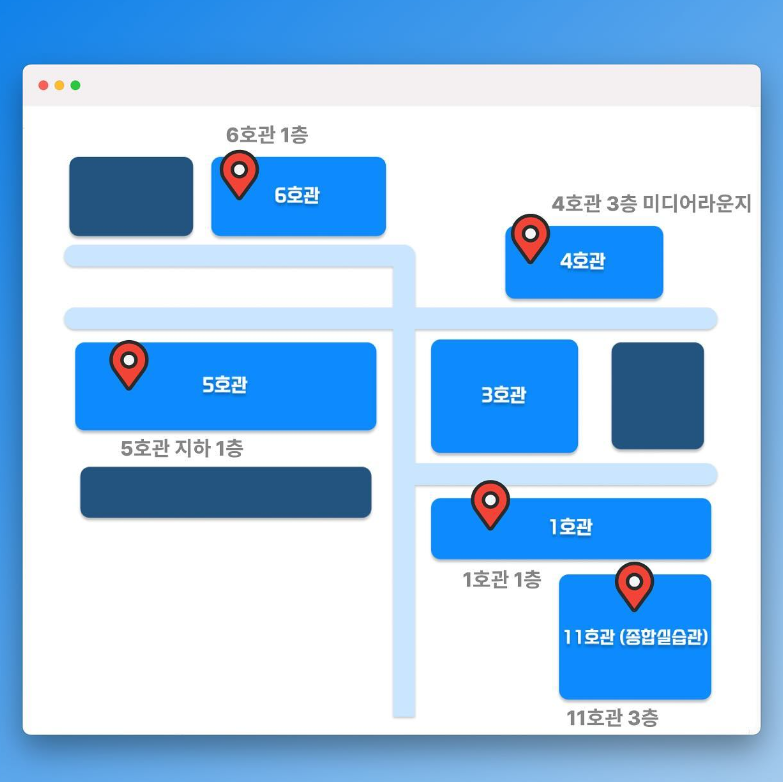 6호관 1층
6호관
4호관 3층 미디어라운지
4호관
5호관
3호관
5호관 지하 1층
1호관
1호관 1층
11호관 (종합실습관)
11호관 3층